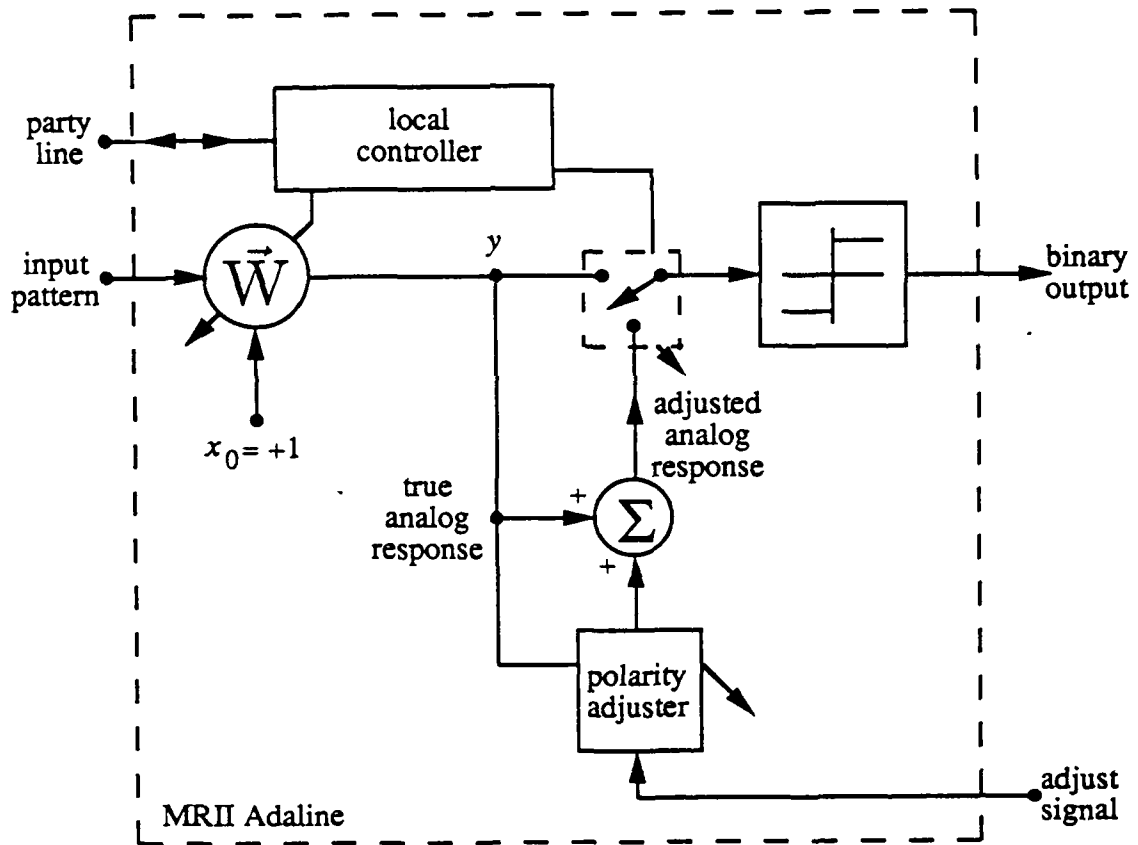 party
line
local
controller
input
pattern
W
y
binary
output
x0 = +1
adjusted
analog
response
true
analog
response
+
Σ
+
polarity
adjuster
adjust
signal
MRII Adaline